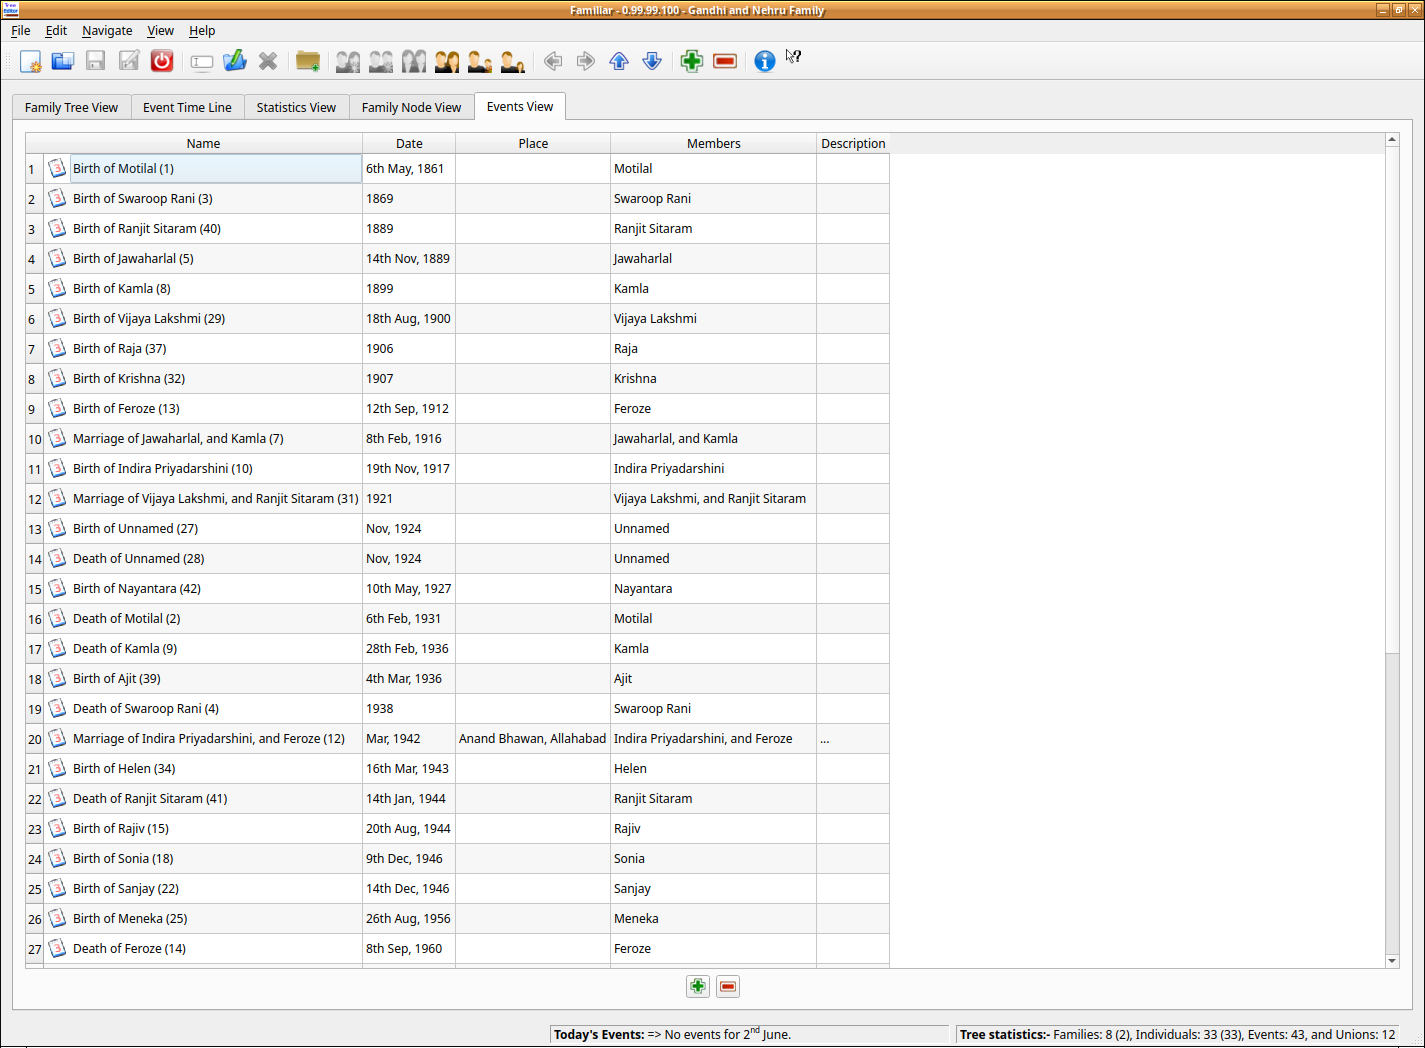 Familiar - 0.99.99.100 - Gandhi and Nehru Family
File Edit Navigate View Help
Family Tree View Event Time Line Statistics View Family Node View Events View
Name Date Place Members Description
1 Birth of Motilal (1) 6th May, 1861 Motilal
2 Birth of Swaroop Rani (3) 1869 Swaroop Rani
3 Birth of Ranjit Sitaram (40) 1889 Ranjit Sitaram
4 Birth of Jawaharlal (5) 14th Nov, 1889 Jawaharlal
5 Birth of Kamla (8) 1899 Kamla
6 Birth of Vijaya Lakshmi (29) 18th Aug, 1900 Vijaya Lakshmi
7 Birth of Raja (37) 1906 Raja
8 Birth of Krishna (32) 1907 Krishna
9 Birth of Feroze (13) 12th Sep, 1912 Feroze
10 Marriage of Jawaharlal, and Kamla (7) 8th Feb, 1916 Jawaharlal, and Kamla
11 Birth of Indira Priyadarshini (10) 19th Nov, 1917 Indira Priyadarshini
12 Marriage of Vijaya Lakshmi, and Ranjit Sitaram (31) 1921 Vijaya Lakshmi, and Ranjit Sitaram
13 Birth of Unnamed (27) Nov, 1924 Unnamed
14 Death of Unnamed (28) Nov, 1924 Unnamed
15 Birth of Nayantara (42) 10th May, 1927 Nayantara
16 Death of Motilal (2) 6th Feb, 1931 Motilal
17 Death of Kamla (9) 28th Feb, 1936 Kamla
18 Birth of Ajit (39) 4th Mar, 1936 Ajit
19 Death of Swaroop Rani (4) 1938 Swaroop Rani
20 Marriage of Indira Priyadarshini, and Feroze (12) Mar, 1942 Anand Bhawan, Allahabad Indira Priyadarshini, and Feroze ...
21 Birth of Helen (34) 16th Mar, 1943 Helen
22 Death of Ranjit Sitaram (41) 14th Jan, 1944 Ranjit Sitaram
23 Birth of Rajiv (15) 20th Aug, 1944 Rajiv
24 Birth of Sonia (18) 9th Dec, 1946 Sonia
25 Birth of Sanjay (22) 14th Dec, 1946 Sanjay
26 Birth of Meneka (25) 26th Aug, 1956 Meneka
27 Death of Feroze (14) 8th Sep, 1960 Feroze
Today's Events: => No events for 2nd June. Tree statistics:- Families: 8 (2), Individuals: 33 (33), Events: 43, and Unions: 12